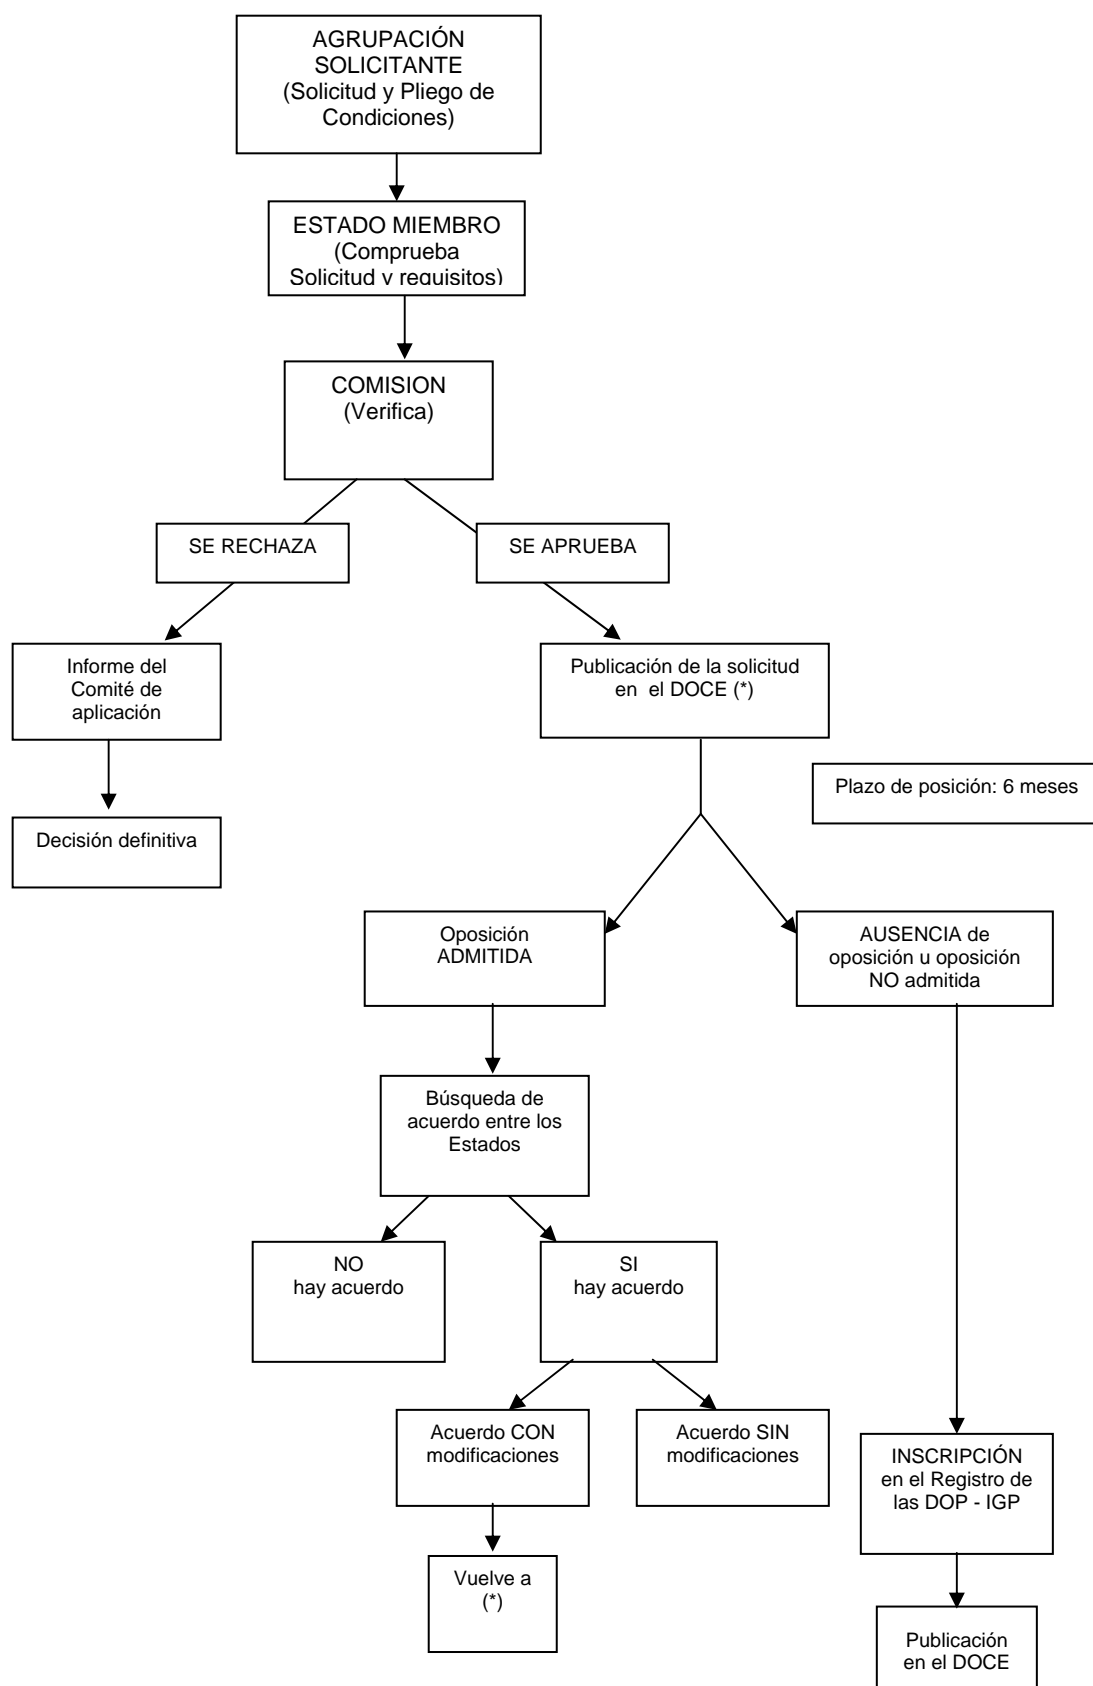 AGRUPACIÓN
SOLICITANTE
(Solicitud y Pliego de
Condiciones)
ESTADO MIEMBRO
(Comprueba
Solicitud y requisitos)
COMISION
(Verifica)
SE RECHAZA
SE APRUEBA
Informe del
Comité de
aplicación
Publicación de la solicitud
en el DOCE (*)
Plazo de posición: 6 meses
Decisión definitiva
Oposición
ADMITIDA
AUSENCIA de
oposición u oposición
NO admitida
Búsqueda de
acuerdo entre los
Estados
NO
hay acuerdo
SI
hay acuerdo
Acuerdo CON
modificaciones
Acuerdo SIN
modificaciones
INSCRIPCIÓN
en el Registro de
las DOP - IGP
Vuelve a
(*)
Publicación
en el DOCE